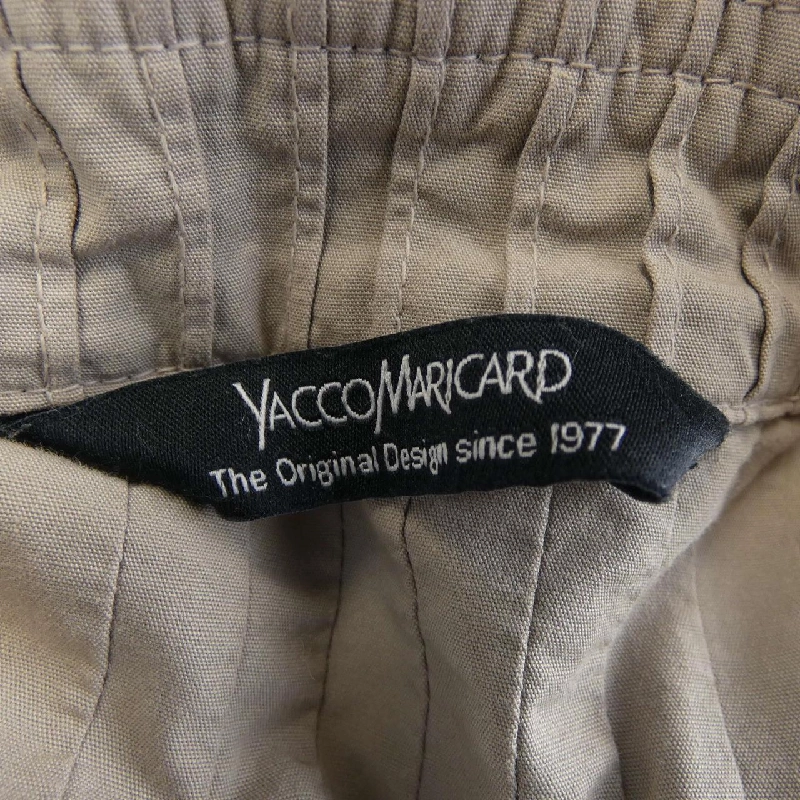 YACCOMARICARD
The Original Design since 1977